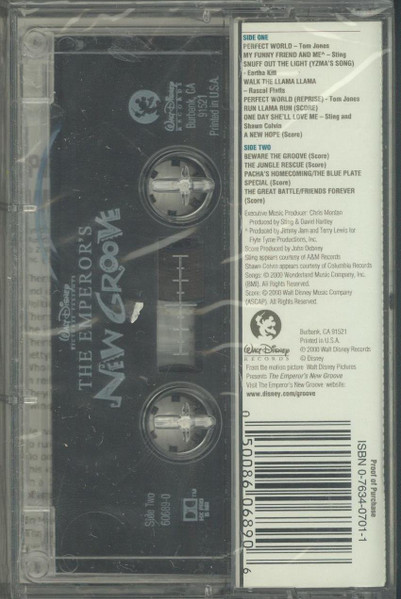 SIDE ONE
PERFECT WORLD – Tom Jones
MY FUNNY FRIEND AND ME* – Sting
SNUFF OUT THE LIGHT (YZMA'S SONG)
- Eartha Kitt
WALK THE LLAMA LLAMA
– Rascal Flatts
PERFECT WORLD (REPRISE) - Tom Jones
RUN LLAMA RUN (SCORE)
ONE DAY SHE'LL LOVE ME – Sting and
Shawn Colvin
A NEW HOPE (Score)
SIDE TWO
BEWARE THE GROOVE (Score)
THE JUNGLE RESCUE (Score)
PACHA'S HOMECOMING/THE BLUE PLATE
SPECIAL (Score)
THE GREAT BATTLE/FRIENDS FOREVER
(Score)
Executive Music Producer: Chris Montan
Produced by Sting & David Hartley
* Produced by Jimmy Jam and Terry Lewis for
Flyte Tyme Productions, Inc.
Score Produced by John Debney
Sting appears courtesy of A&M Records
Shawn Colvin appears courtesy of Columbia Records
Songs: © 2000 Wonderland Music Company, Inc.
(BMI). All Rights Reserved.
Score: © 2000 Walt Disney Music Company
(ASCAP). All Rights Reserved.
Walt Disney
RECORDS
Burbank, CA 91521
Printed in U.S.A.
℗ 2000 Walt Disney Records
© Disney
From the motion picture Walt Disney Pictures
Presents The Emperor's New Groove
Visit The Emperor's New Groove website:
www.disney.com/groove
Proof of Purchase
ISBN 0-7634-0701-1
0 50086 06890 6
Walt Disney
RECORDS
Burbank, CA
91521
Printed in U.S.A.
Walt Disney
PICTURES PRESENTS
THE EMPEROR'S
NEW GROOVE
Side Two
60689-0